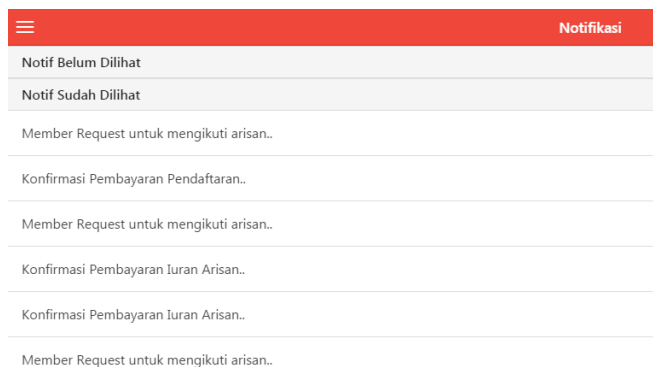 Notifikasi
Notif Belum Dilihat
Notif Sudah Dilihat
Member Request untuk mengikuti arisan..
Konfirmasi Pembayaran Pendaftaran..
Member Request untuk mengikuti arisan..
Konfirmasi Pembayaran Iuran Arisan..
Konfirmasi Pembayaran Iuran Arisan..
Member Request untuk mengikuti arisan..